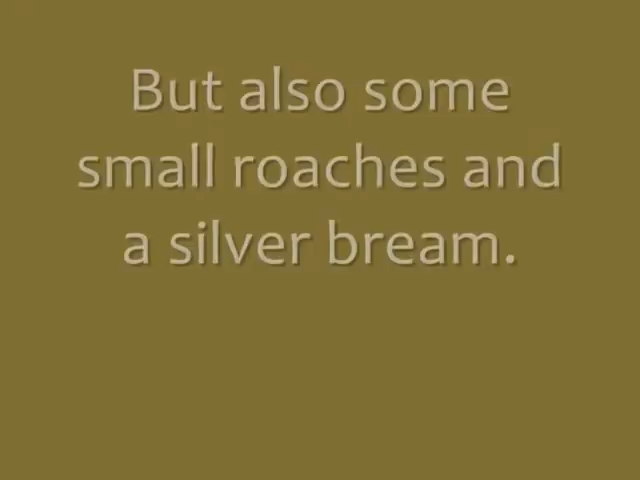 But also some
small roaches and
a silver bream.